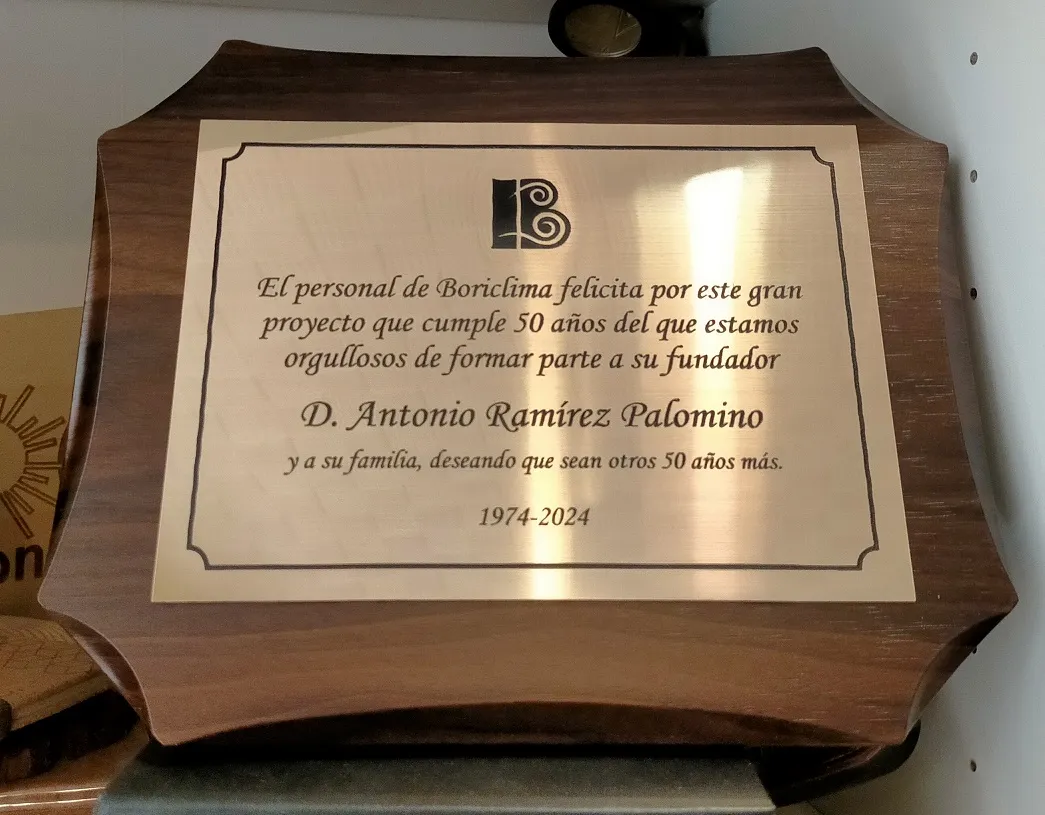 B
El personal de Boriclima felicita por este gran
proyecto que cumple 50 años del que estamos
orgullosos de formar parte a su fundador
D. Antonio Ramírez Palomino
y a su familia, deseando que sean otros 50 años más.
1974-2024
on